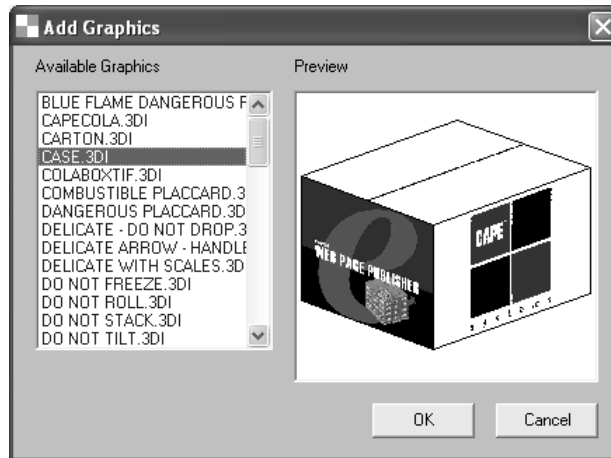 Add Graphics
Available Graphics
Preview
BLUE FLAME DANGEROUS F
CAPECOLA.3DI
CARTON.3DI
CASE.3DI
COLABOXTIF.3DI
COMBUSTIBLE PLACCARD.3
DANGEROUS PLACCARD.3D
DELICATE - DO NOT DROP.3
DELICATE ARROW - HANDLE
DELICATE WITH SCALES.3D
DO NOT FREEZE.3DI
DO NOT ROLL.3DI
DO NOT STACK.3DI
DO NOT TILT.3DI
WEB PAGE PUBLISHER
CAPE
OK
Cancel